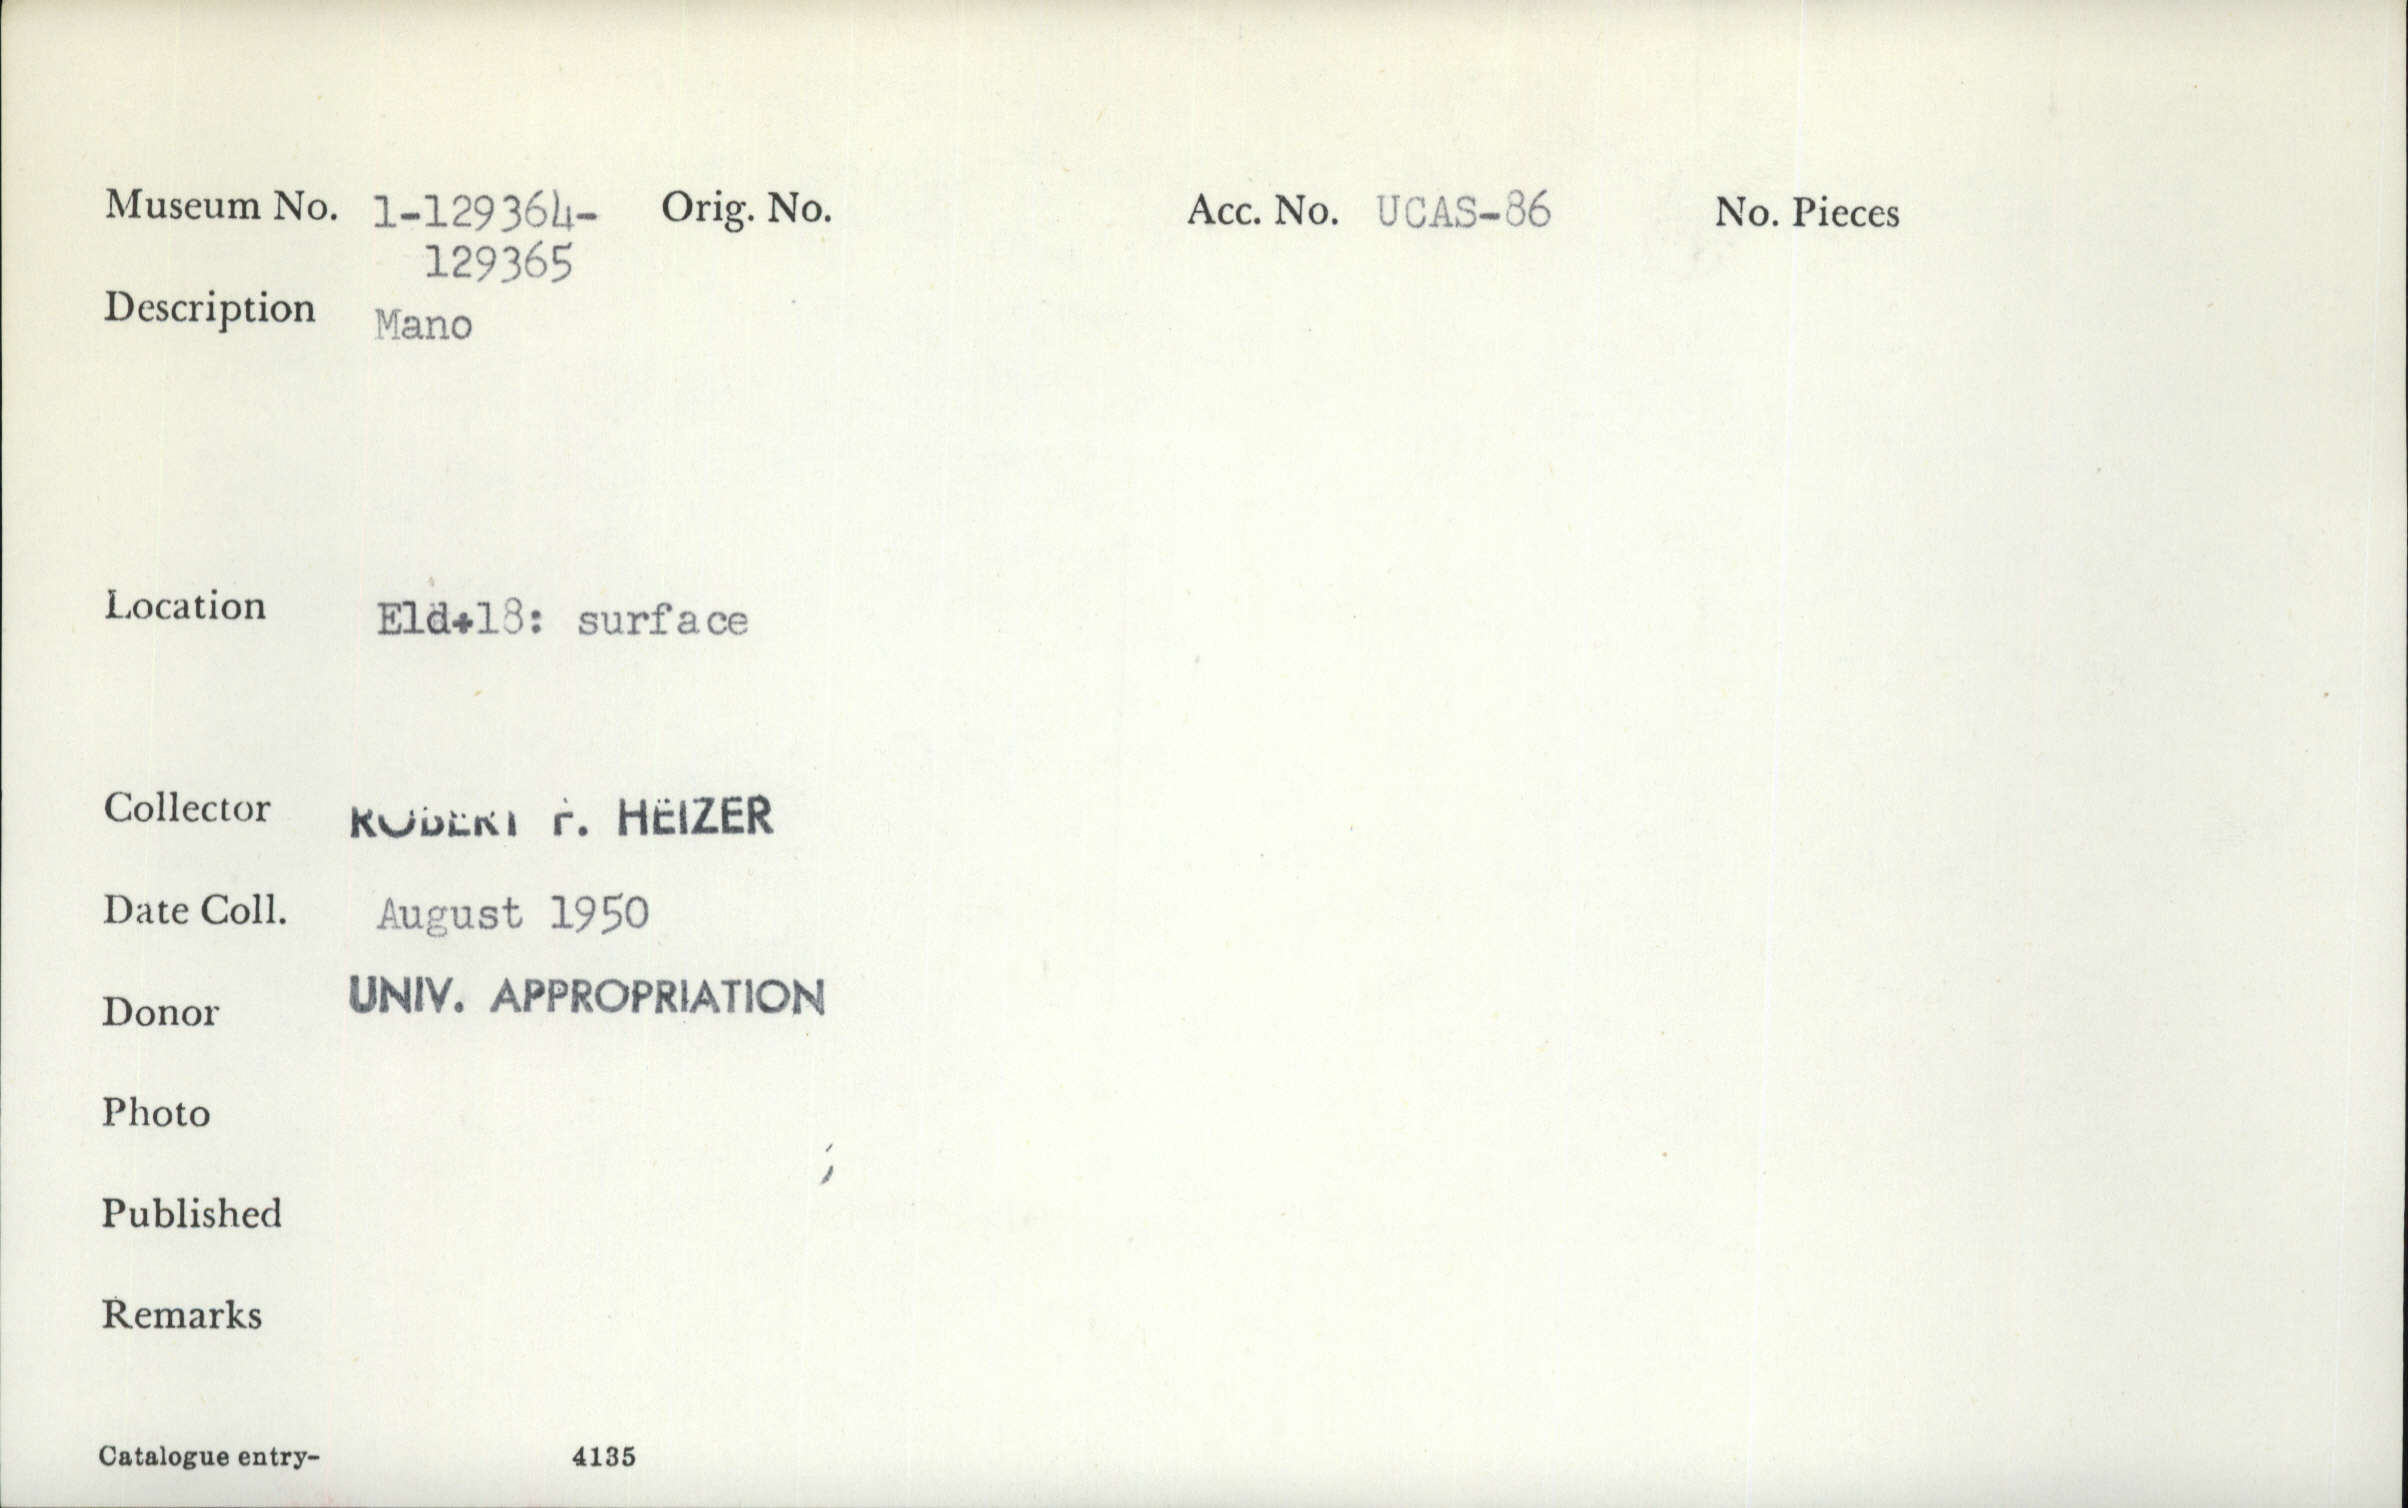 Museum No. 1-129364- Orig. No. Acc. No. UCAS-86 No. Pieces
129365
Description Mano
Location Eld+18: surface
Collector ROBERT F. HEIZER
Date Coll. August 1950
Donor UNIV. APPROPRIATION
Photo
Published
Remarks
Catalogue entry- 4135